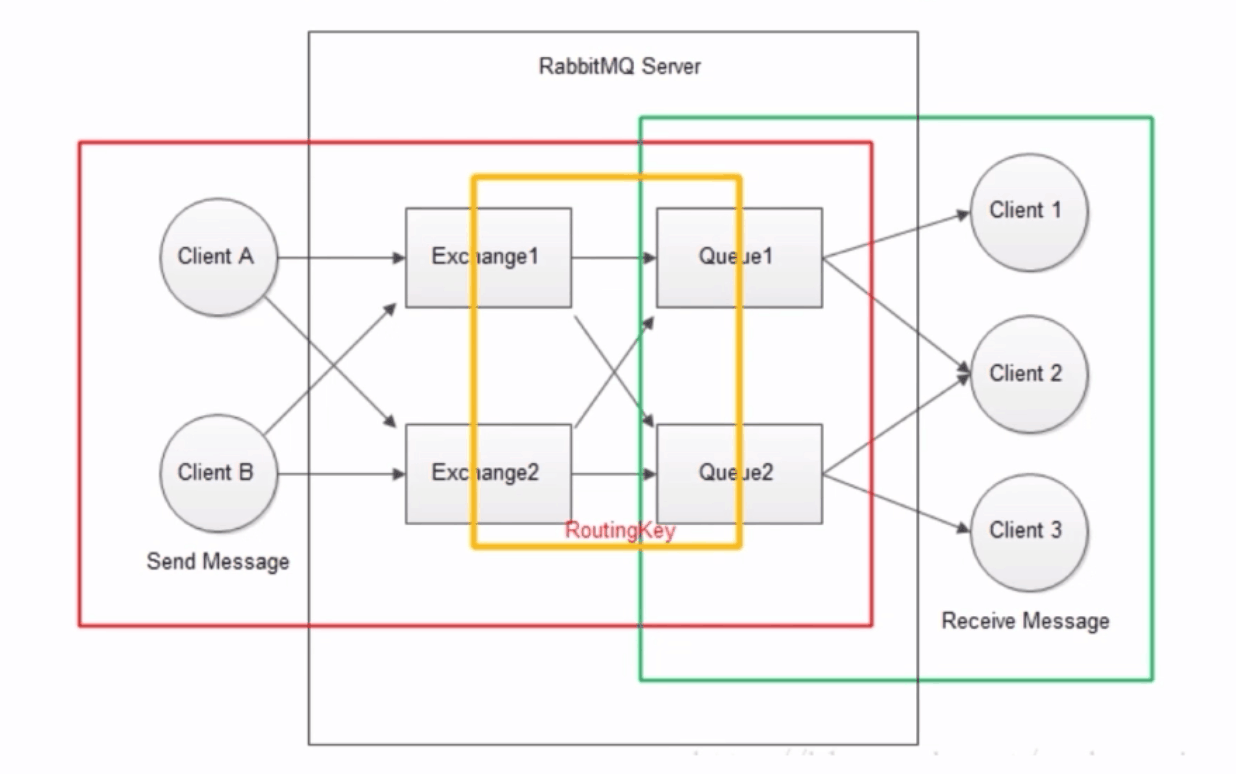 RabbitMQ Server
Client A
Exchange1
Queue1
Client 1
Client 2
Client B
Exchange2
Queue2
Client 3
RoutingKey
Send Message
Receive Message